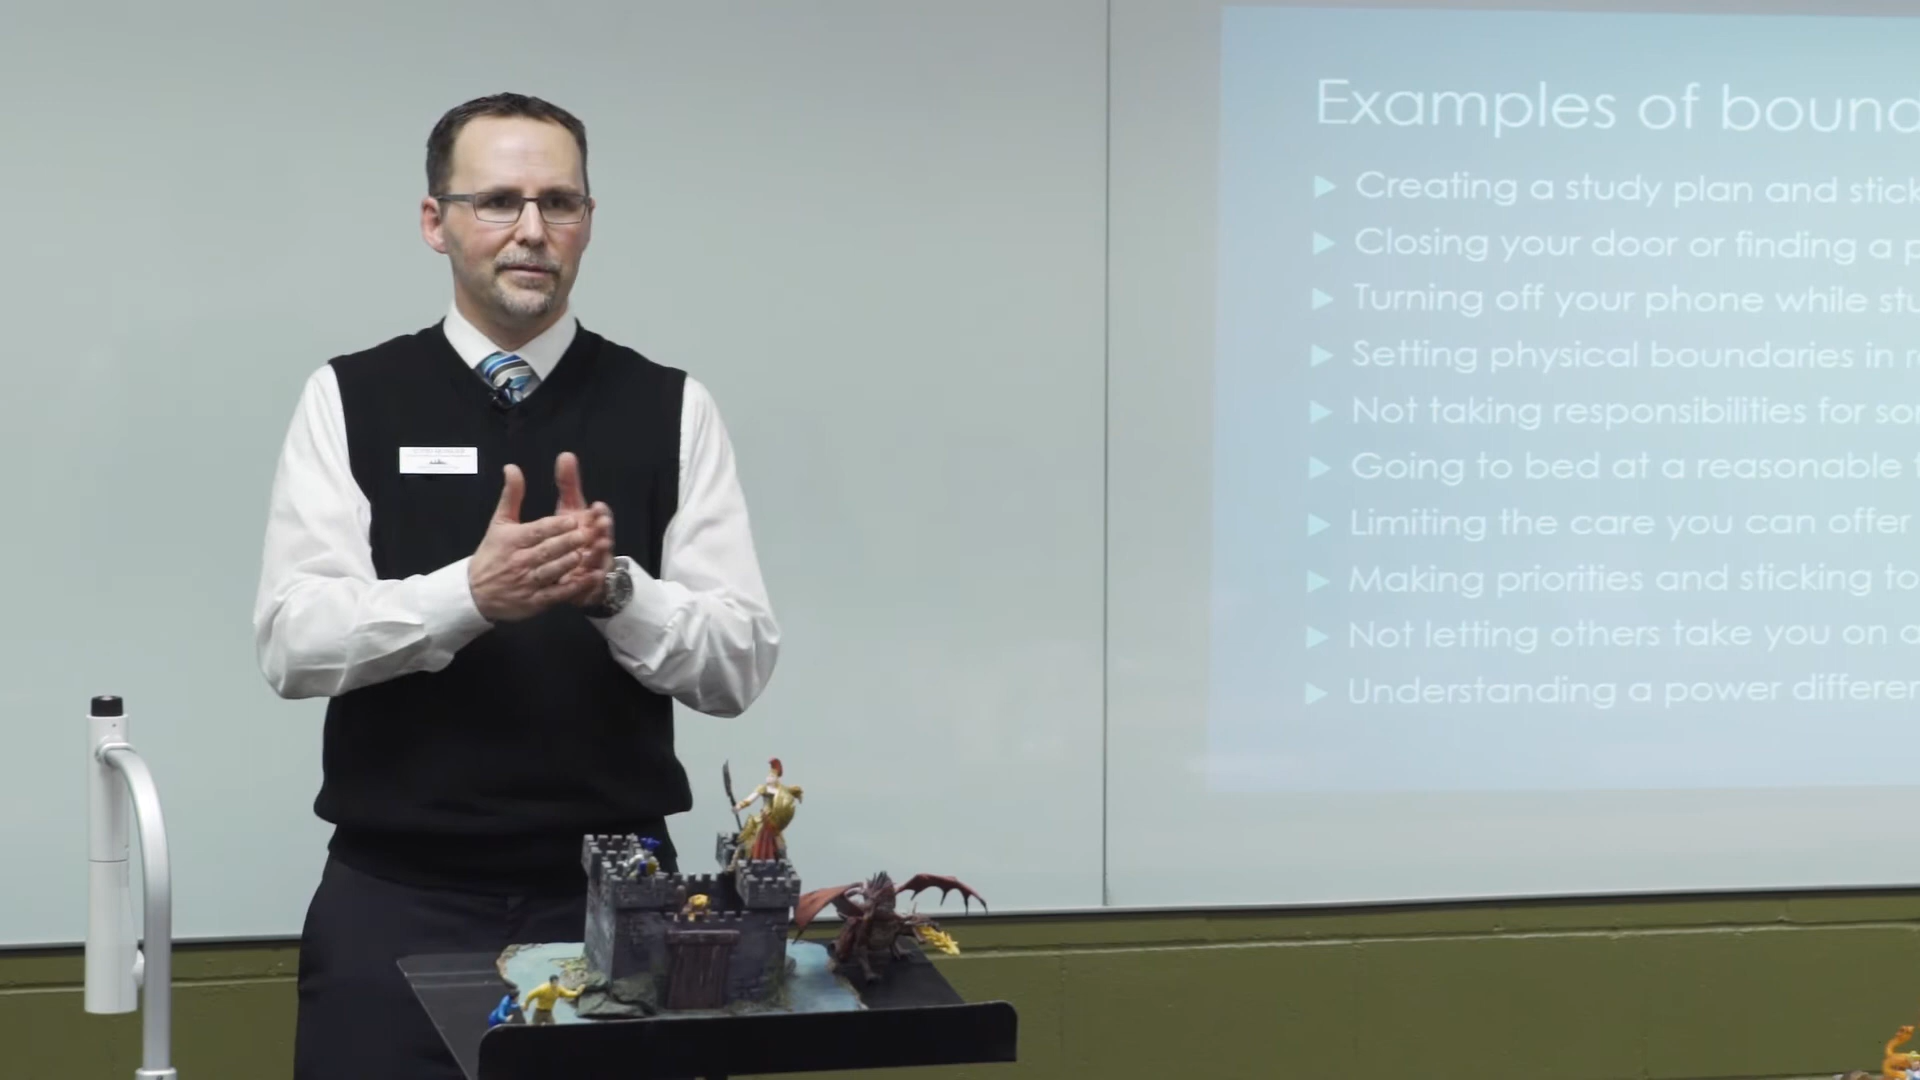 Examples of bound
Creating a study plan and stick
Closing your door or finding a p
Turning off your phone while stu
Setting physical boundaries in r
Not taking responsibilities for so
Going to bed at a reasonable t
Limiting the care you can offer
Making priorities and sticking to
Not letting others take you on a
Understanding a power differen